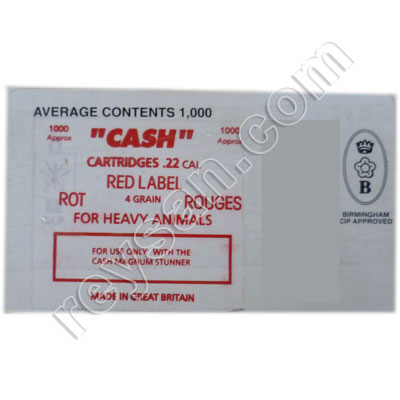 AVERAGE CONTENTS 1,000
1000 Approx "CASH" 1000 Approx
CARTRIDGES .22 CAL
RED LABEL
ROT 4 GRAIN ROUGES
FOR HEAVY ANIMALS
FOR USE ONLY WITH THE
CASH MAGNUM STUNNER
MADE IN GREAT BRITAIN
B
BIRMINGHAM
CIP APPROVED
reysan.com